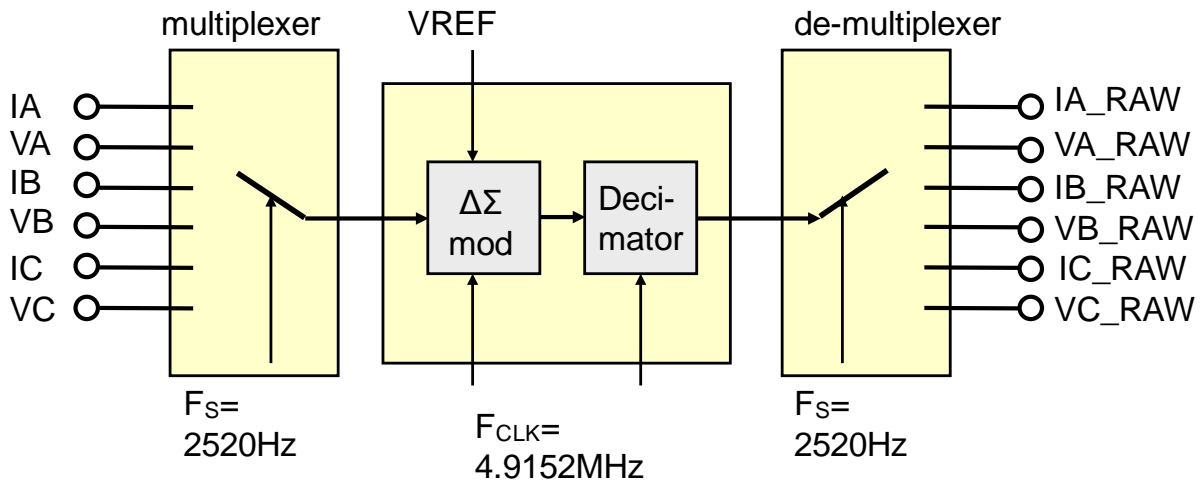 multiplexer
VREF
de-multiplexer
IA
VA
IB
VB
IC
VC
ΔΣ
mod
Deci-
mator
IA_RAW
VA_RAW
IB_RAW
VB_RAW
IC_RAW
VC_RAW
FS=
2520Hz
FCLK=
4.9152MHz
FS=
2520Hz